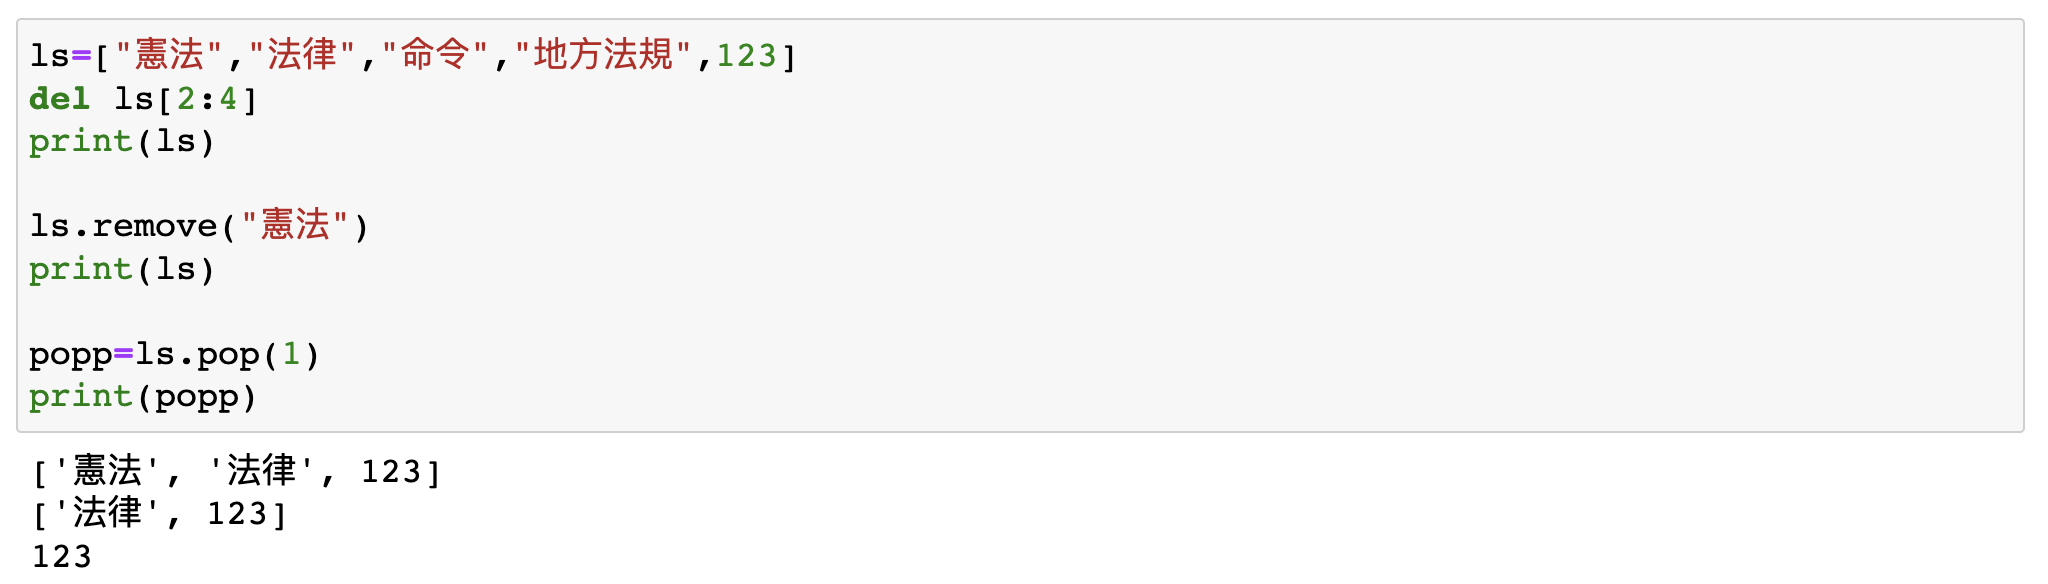 ls=["憲法","法律","命令","地方法規",123]
del ls[2:4]
print(ls)
ls.remove("憲法")
print(ls)
popp=ls.pop(1)
print(popp)
['憲法', '法律', 123]
['法律', 123]
123